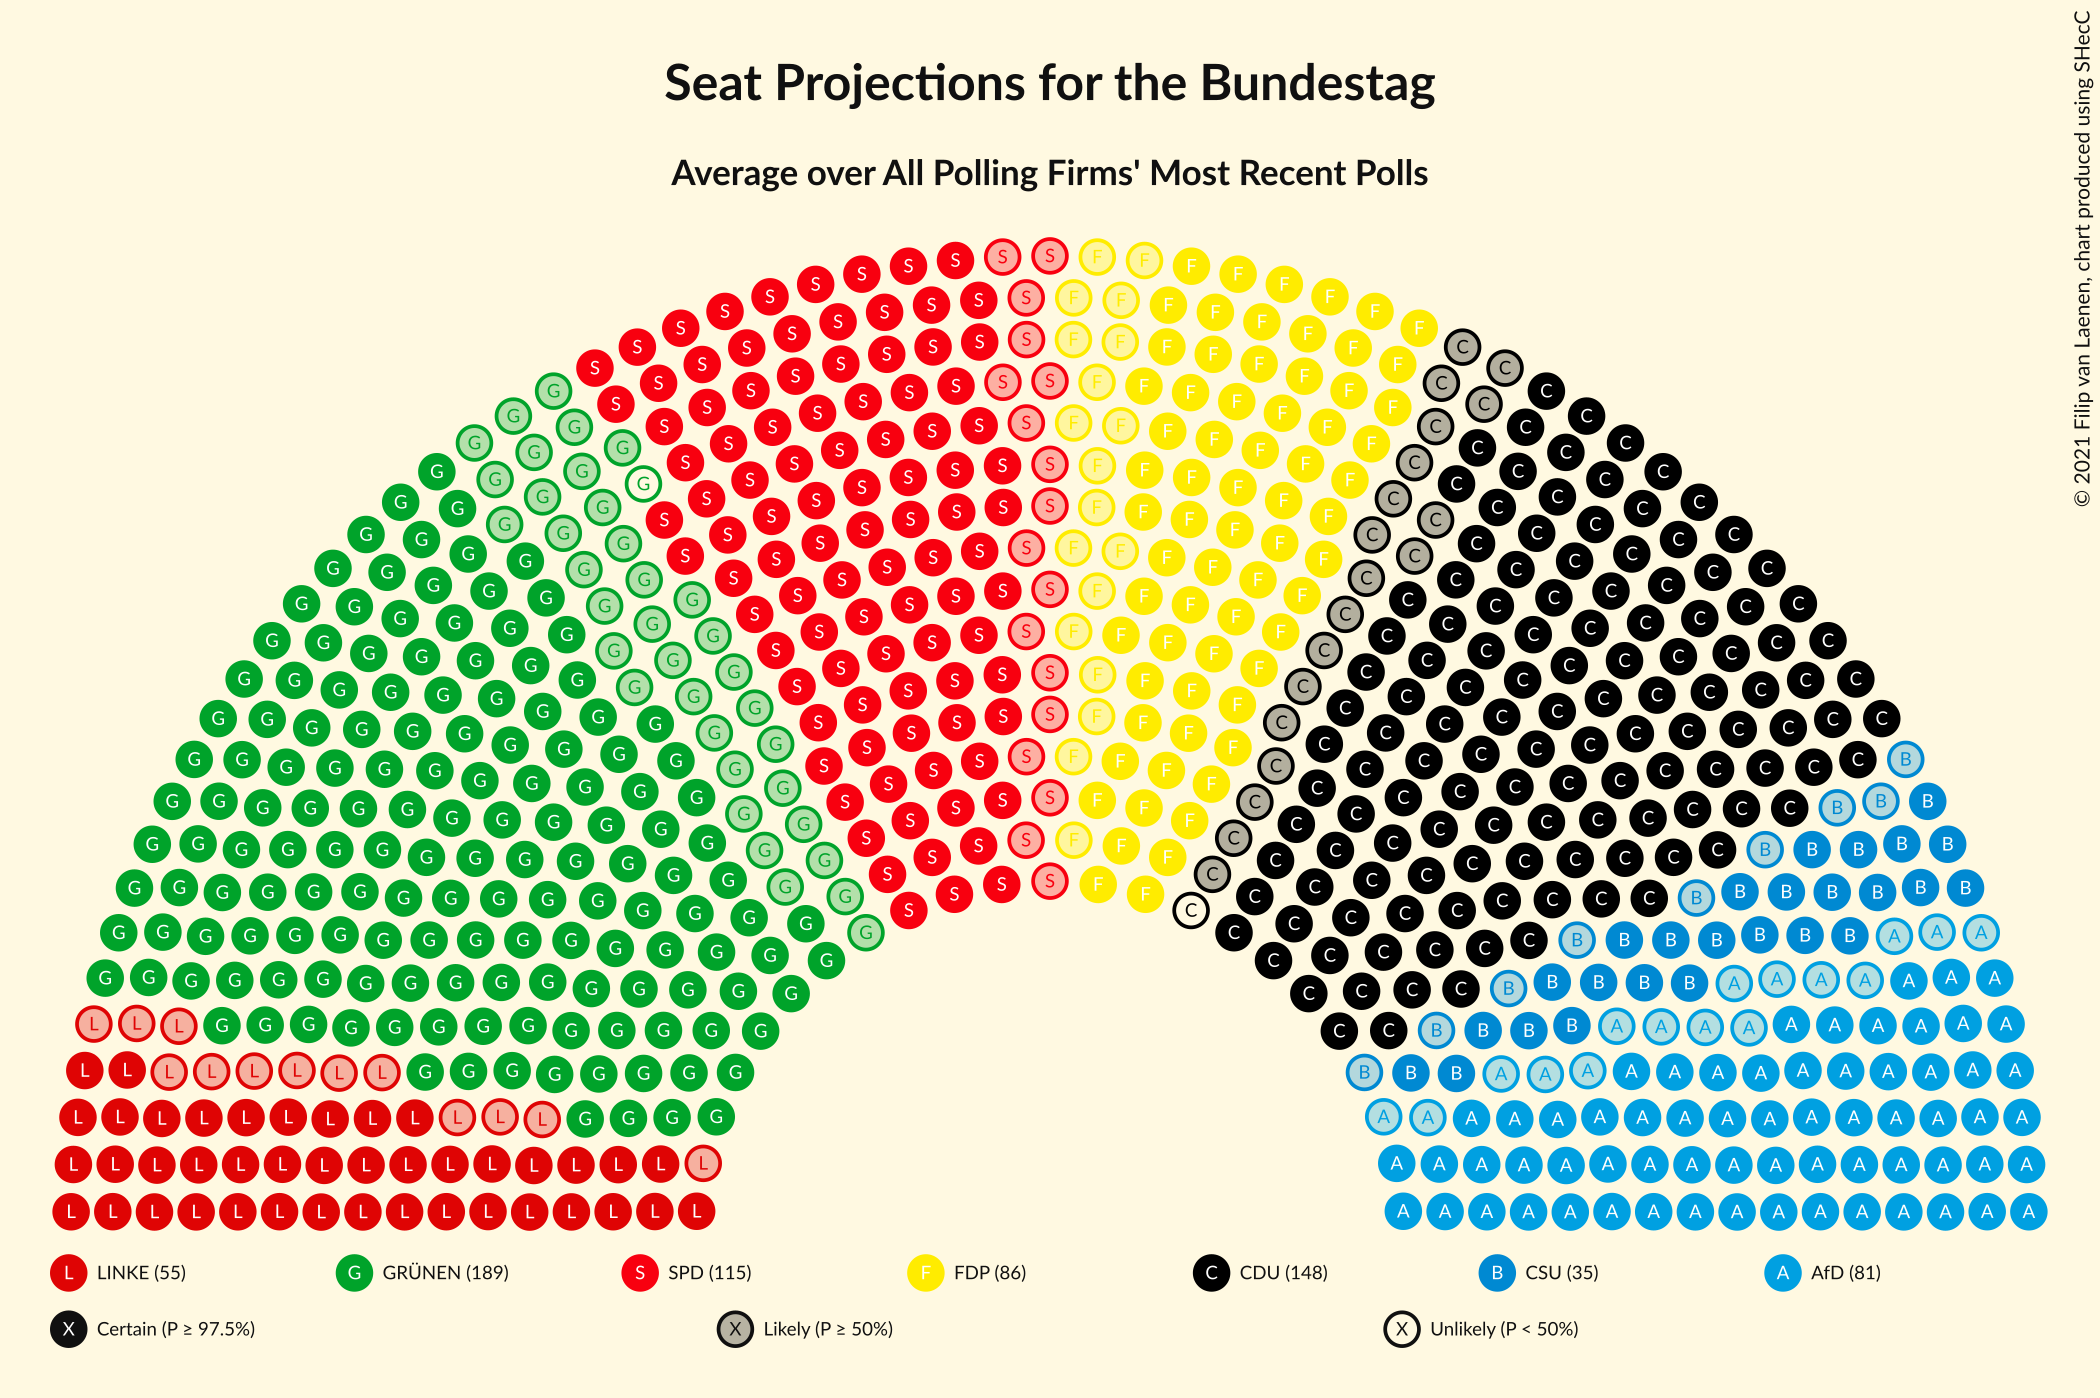 Seat Projections for the Bundestag
Average over All Polling Firms' Most Recent Polls
© 2021 Filip van Laenen, chart produced using SHecC
L LINKE (55) G GRÜNEN (189) S SPD (115) F FDP (86) C CDU (148) B CSU (35) A AfD (81)
X Certain (P ≥ 97.5%) X Likely (P ≥ 50%) X Unlikely (P < 50%)